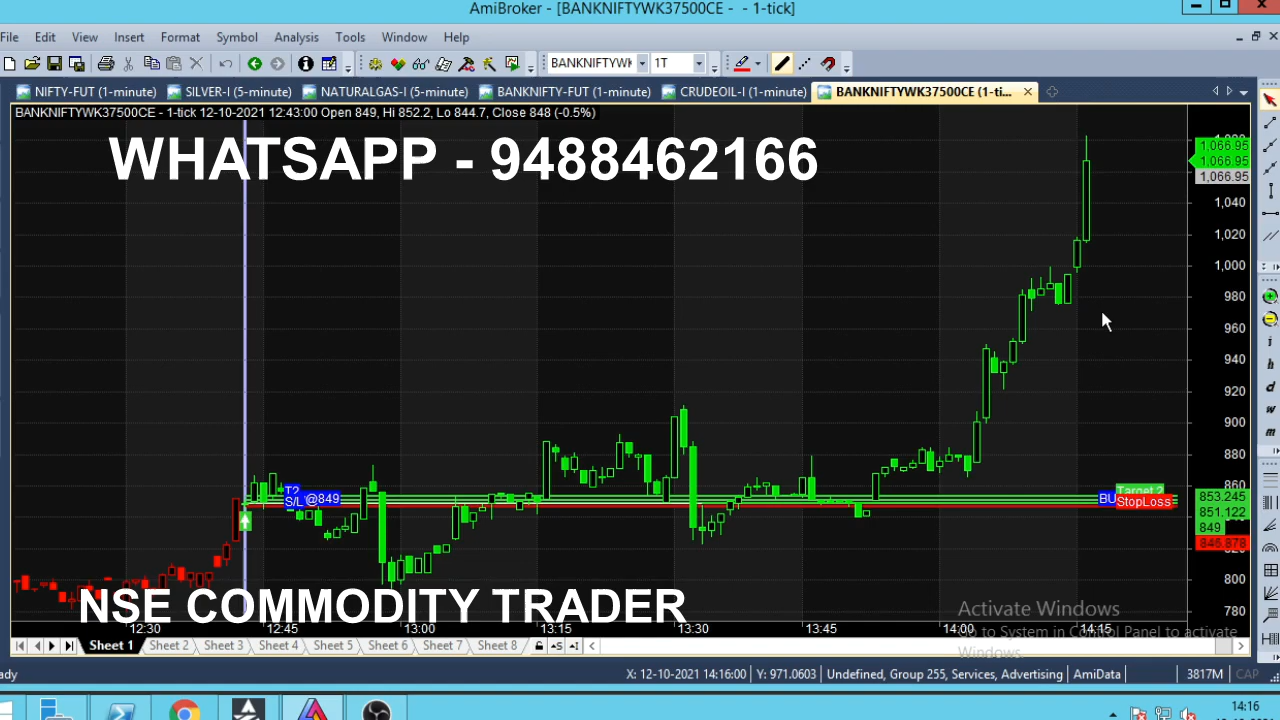 AmiBroker - [BANKNIFTYWK37500CE - - 1-tick]
File Edit View Insert Format Symbol Analysis Tools Window Help
BANKNIFTYWK 1T
NIFTY-FUT (1-minute) SILVER-I (5-minute) NATURALGAS-I (5-minute) BANKNIFTY-FUT (1-minute) CRUDEOIL-I (1-minute) BANKNIFTYWK37500CE (1-ti...
BANKNIFTYWK37500CE - 1-tick 12-10-2021 12:43:00 Open 849, Hi 852.2, Lo 844.7, Close 848 (-0.5%)
WHATSAPP - 9488462166
1,066.95
1,066.95
1,066.95
1,040
1,020
1,000
980
960
940
920
900
880
860
T2
S/L @849
BU
Target 2
StopLoss
853.245
851.122
849
846.878
820
800
780
NSE COMMODITY TRADER
12:30 12:45 13:00 13:15 13:30 13:45 14:00 14:15
Activate Windows
Go to System in Control Panel to activate
Windows.
Sheet 1 Sheet 2 Sheet 3 Sheet 4 Sheet 5 Sheet 6 Sheet 7 Sheet 8
ady X: 12-10-2021 14:16:00 Y: 971.0603 Undefined, Group 255, Services, Advertising AmiData 3817M CAP
14:16